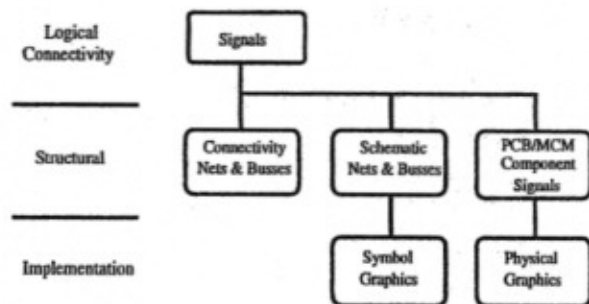 Logical
Connectivity
Signals
Structural
Connectivity
Nets & Busses
Schematic
Nets & Busses
PCB/MCM
Component
Signals
Implementation
Symbol
Graphics
Physical
Graphics